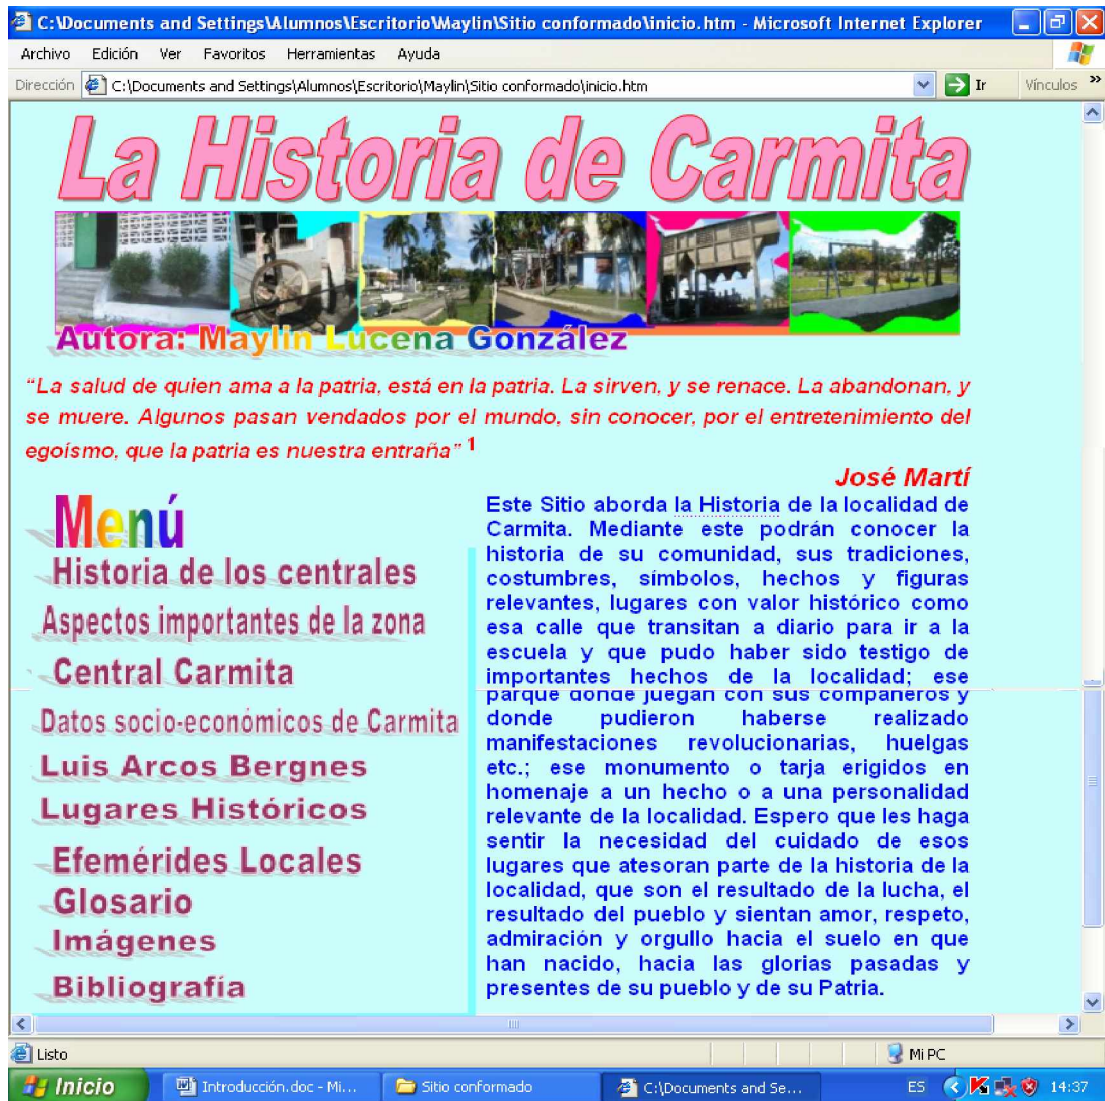 C:\Documents and Settings\Alumnos\Escritorio\Maylin\Sitio conformado\inicio.htm - Microsoft Internet Explorer
Archivo Edición Ver Favoritos Herramientas Ayuda
Dirección C:\Documents and Settings\Alumnos\Escritorio\Maylin\Sitio conformado\inicio.htm Ir Vínculos »
La Historia de Carmita
Autora: Maylin Lucena González
“La salud de quien ama a la patria, está en la patria. La sirven, y se renace. La abandonan, y
se muere. Algunos pasan vendados por el mundo, sin conocer, por el entretenimiento del
egoísmo, que la patria es nuestra entraña” 1
José Martí
Menú
Historia de los centrales
Aspectos importantes de la zona
Central Carmita
Datos socio-económicos de Carmita
Luis Arcos Bergnes
Lugares Históricos
Efemérides Locales
Glosario
Imágenes
Bibliografía
Este Sitio aborda la Historia de la localidad de
Carmita. Mediante este podrán conocer la
historia de su comunidad, sus tradiciones,
costumbres, símbolos, hechos y figuras
relevantes, lugares con valor histórico como
esa calle que transitan a diario para ir a la
escuela y que pudo haber sido testigo de
importantes hechos de la localidad; ese
parque donde juegan con sus compañeros y
donde pudieron haberse realizado
manifestaciones revolucionarias, huelgas
etc.; ese monumento o tarja erigidos en
homenaje a un hecho o a una personalidad
relevante de la localidad. Espero que les haga
sentir la necesidad del cuidado de esos
lugares que atesoran parte de la historia de la
localidad, que son el resultado de la lucha, el
resultado del pueblo y sientan amor, respeto,
admiración y orgullo hacia el suelo en que
han nacido, hacia las glorias pasadas y
presentes de su pueblo y de su Patria.
Listo Mi PC
Inicio Introducción.doc - Mi... Sitio conformado C:\Documents and Se... ES 14:37